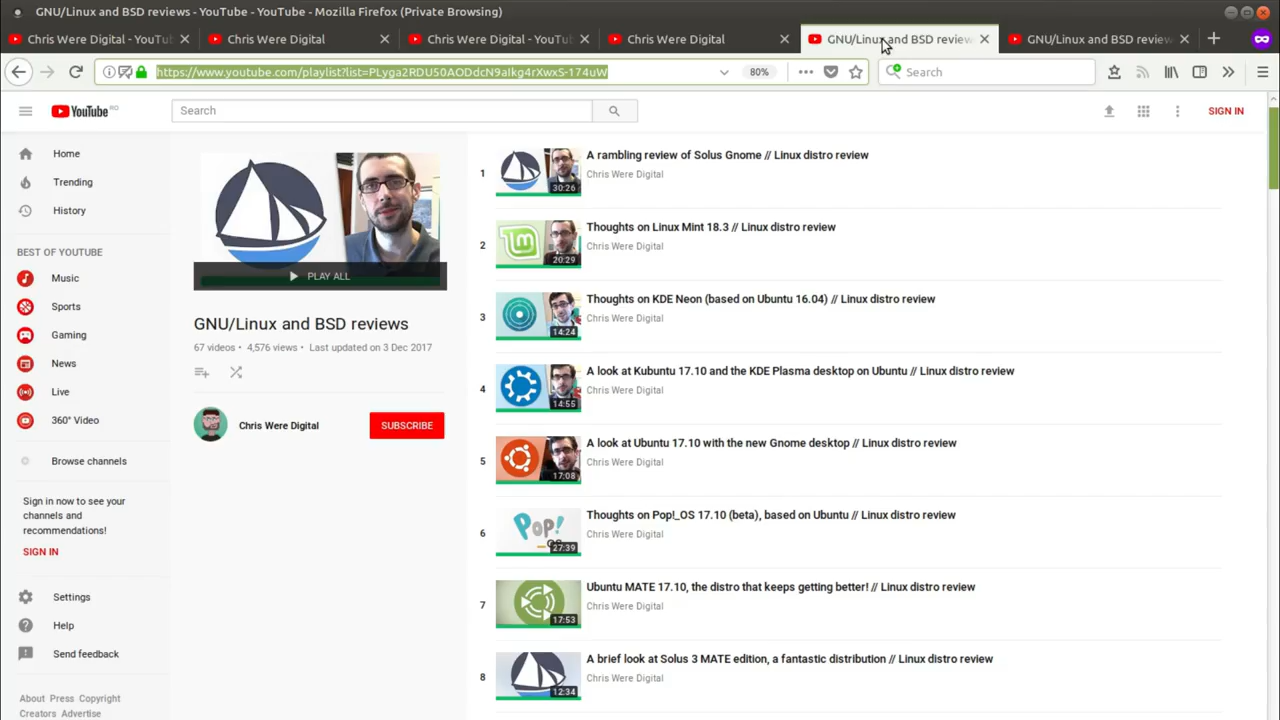 GNU/Linux and BSD reviews - YouTube - YouTube - Mozilla Firefox (Private Browsing)
Chris Were Digital - YouTu
Chris Were Digital
Chris Were Digital - YouTu
Chris Were Digital
GNU/Linux and BSD review
GNU/Linux and BSD review
80%
Search
YouTube RO
Search
SIGN IN
Home
Trending
History
BEST OF YOUTUBE
Music
Sports
Gaming
News
Live
360° Video
Browse channels
Sign in now to see your
channels and
recommendations!
SIGN IN
Settings
Help
Send feedback
About Press Copyright
Creators Advertise
PLAY ALL
GNU/Linux and BSD reviews
67 videos • 4,576 views • Last updated on 3 Dec 2017
Chris Were Digital
SUBSCRIBE
1
30:26
A rambling review of Solus Gnome // Linux distro review
Chris Were Digital
2
20:29
Thoughts on Linux Mint 18.3 // Linux distro review
Chris Were Digital
3
14:24
Thoughts on KDE Neon (based on Ubuntu 16.04) // Linux distro review
Chris Were Digital
4
14:55
A look at Kubuntu 17.10 and the KDE Plasma desktop on Ubuntu // Linux distro review
Chris Were Digital
5
17:08
A look at Ubuntu 17.10 with the new Gnome desktop // Linux distro review
Chris Were Digital
6
Pop!
27:39
Thoughts on Pop!_OS 17.10 (beta), based on Ubuntu // Linux distro review
Chris Were Digital
7
17:53
Ubuntu MATE 17.10, the distro that keeps getting better! // Linux distro review
Chris Were Digital
8
12:34
A brief look at Solus 3 MATE edition, a fantastic distribution // Linux distro review
Chris Were Digital